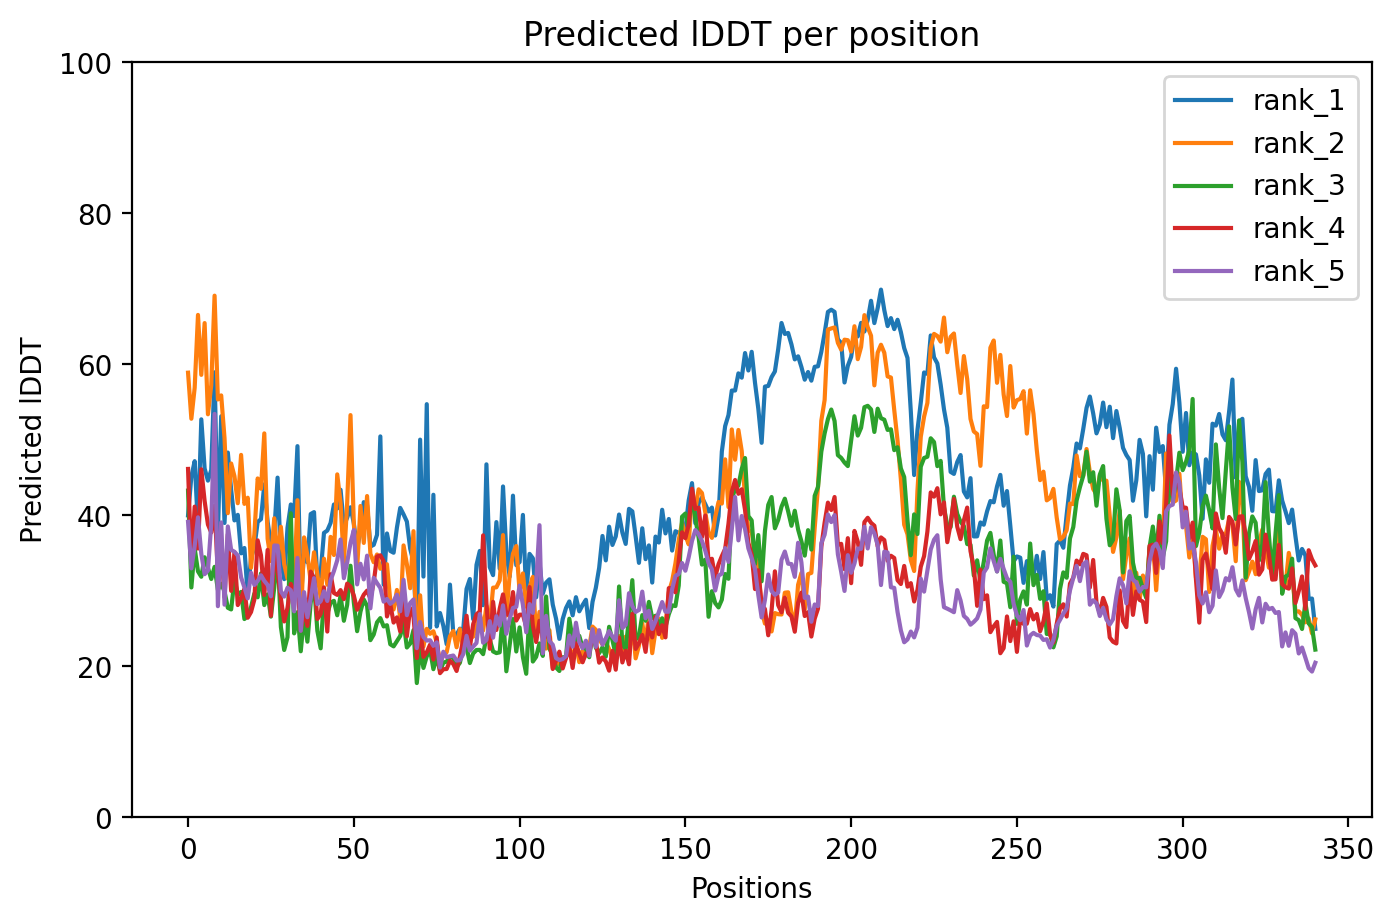 Predicted lDDT per position
100
80
60
40
20
0
Predicted lDDT
rank_1
rank_2
rank_3
rank_4
rank_5
0 50 100 150 200 250 300 350
Positions